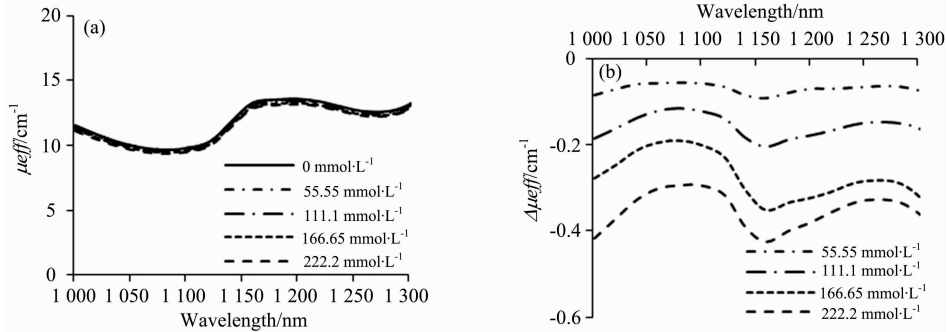 (a)
20
15
10
5
0
μeff/cm⁻¹
0 mmol·L⁻¹
55.55 mmol·L⁻¹
111.1 mmol·L⁻¹
166.65 mmol·L⁻¹
222.2 mmol·L⁻¹
1 000 1 050 1 100 1 150 1 200 1 250 1 300
Wavelength/nm
Wavelength/nm
1 000 1 050 1 100 1 150 1 200 1 250 1 300
(b)
0
-0.2
-0.4
-0.6
Δμeff/cm⁻¹
55.55 mmol·L⁻¹
111.1 mmol·L⁻¹
166.65 mmol·L⁻¹
222.2 mmol·L⁻¹